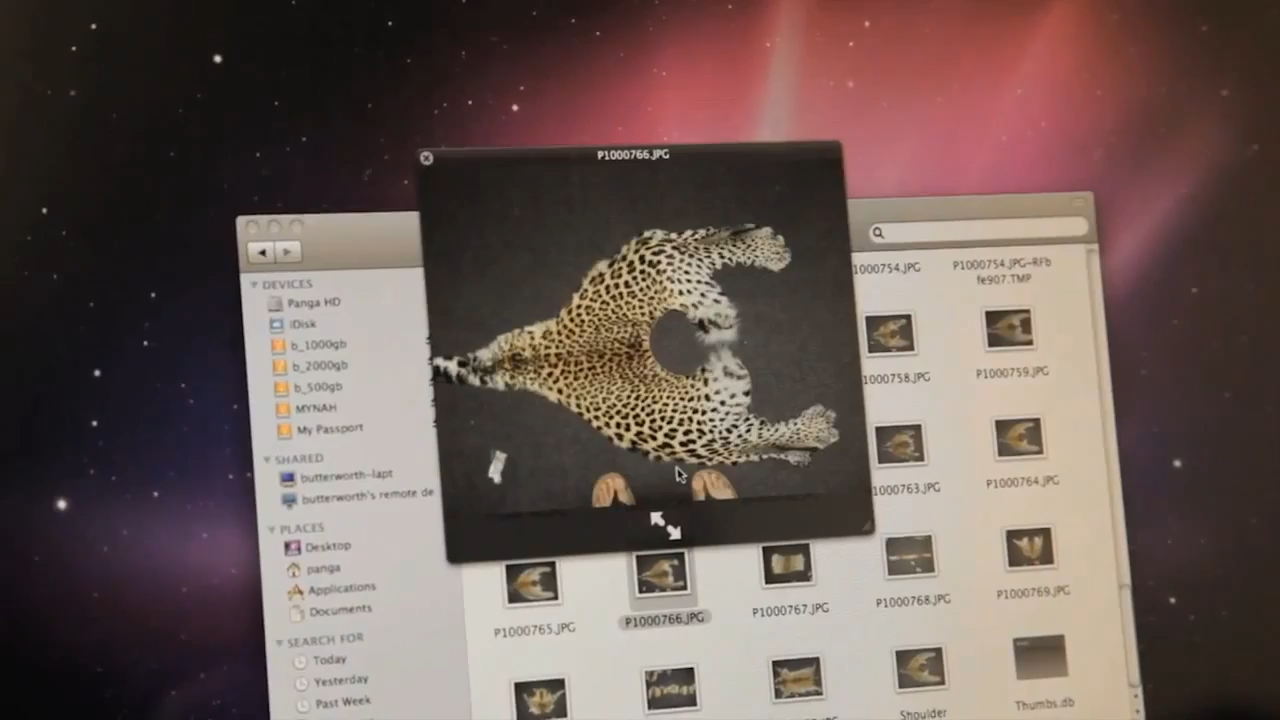 P1000766.JPG
DEVICES
Panga HD
iDisk
b_1000gb
b_2000gb
b_500gb
MYNAH
My Passport
SHARED
butterworth-lapt
butterworth's remote de
PLACES
Desktop
panga
Applications
Documents
SEARCH FOR
Today
Yesterday
Past Week
1000754.JPG
P1000754.JPG~RFb
fe907.TMP
1000758.JPG
P1000759.JPG
1000763.JPG
P1000764.JPG
P1000765.JPG
P1000766.JPG
P1000767.JPG
P1000768.JPG
P1000769.JPG
Shoulder
Thumbs.db